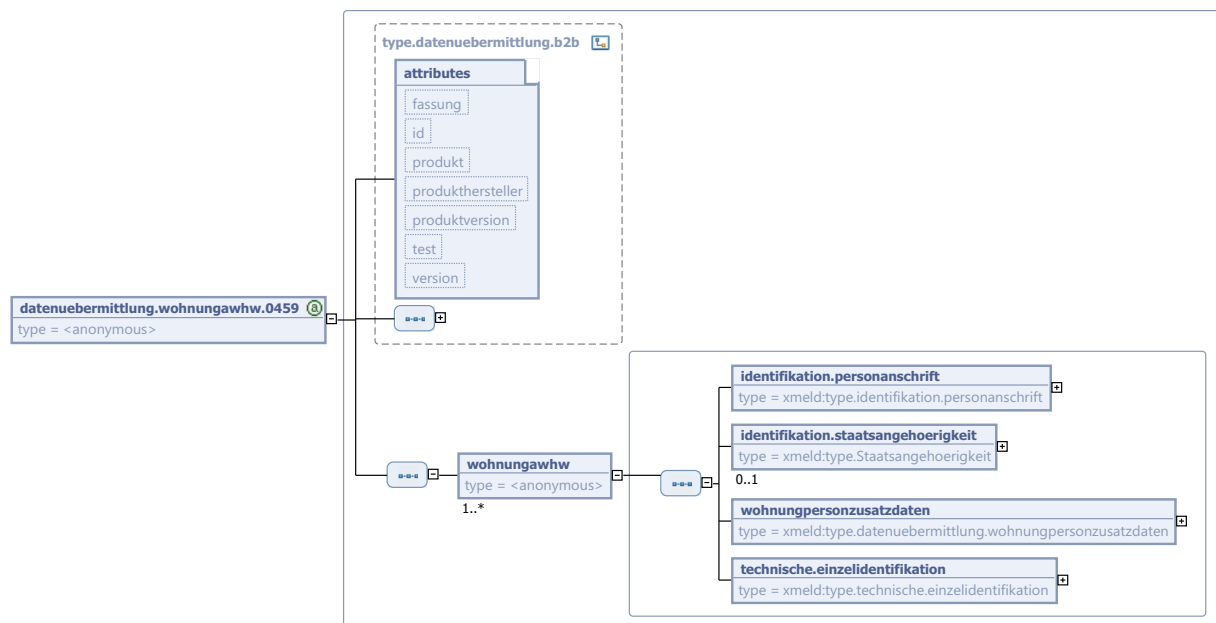 type.datenuebermittlung.b2b
attributes
fassung
id
produkt
produkthersteller
produktversion
test
version
datenuebermittlung.wohnungawhw.0459 a
type = <anonymous>
wohnungawhw
type = <anonymous>
1..*
identifikation.personanschrift
type = xmeld:type.identifikation.personanschrift
identifikation.staatsangehoerigkeit
type = xmeld:type.Staatsangehoerigkeit
0..1
wohnungpersonzusatzdaten
type = xmeld:type.datenuebermittlung.wohnungpersonzusatzdaten
technische.einzelidentifikation
type = xmeld:type.technische.einzelidentifikation